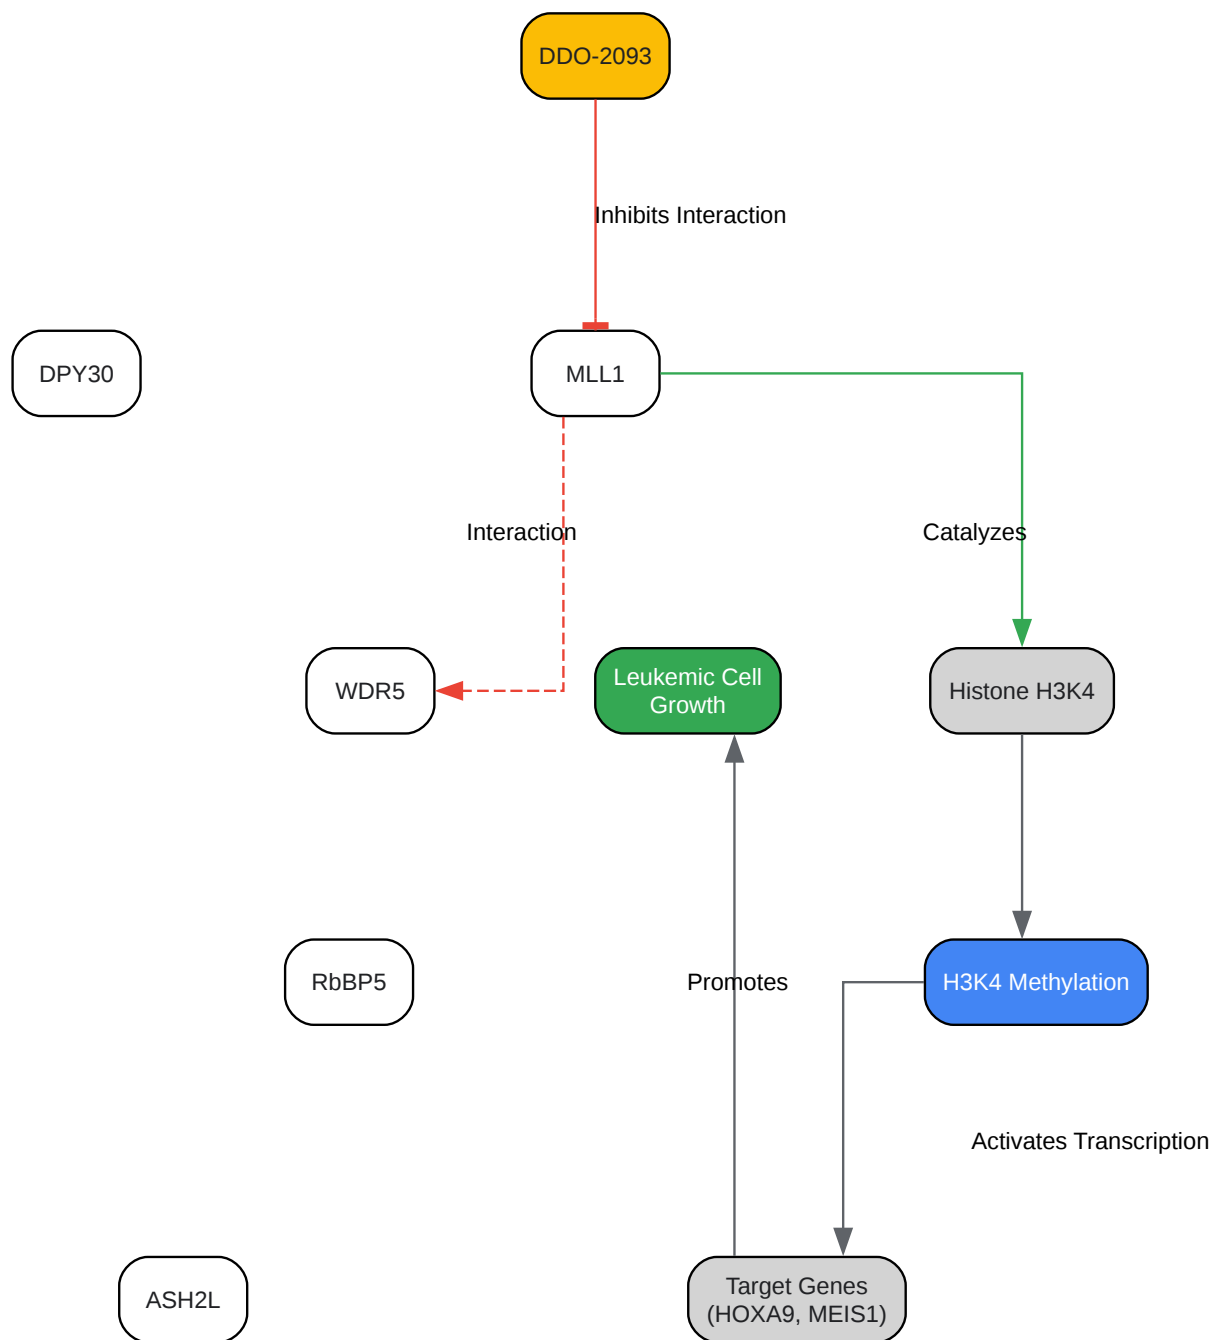 DDO-2093
Inhibits Interaction
DPY30
MLL1
Interaction
Catalyzes
WDR5
Leukemic Cell
Growth
Histone H3K4
RbBP5
Promotes
H3K4 Methylation
Activates Transcription
ASH2L
Target Genes
(HOXA9, MEIS1)